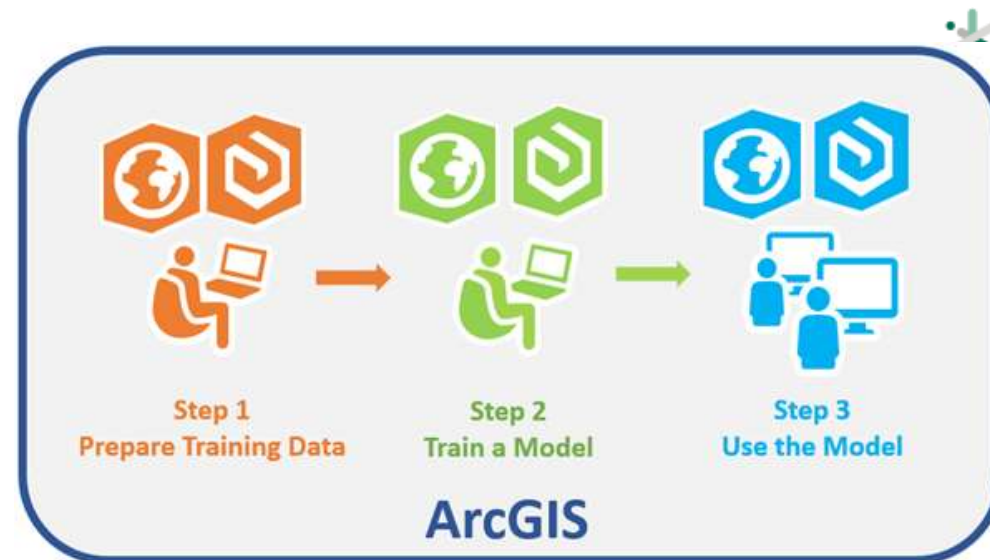 Step 1
Prepare Training Data
Step 2
Train a Model
Step 3
Use the Model
ArcGIS